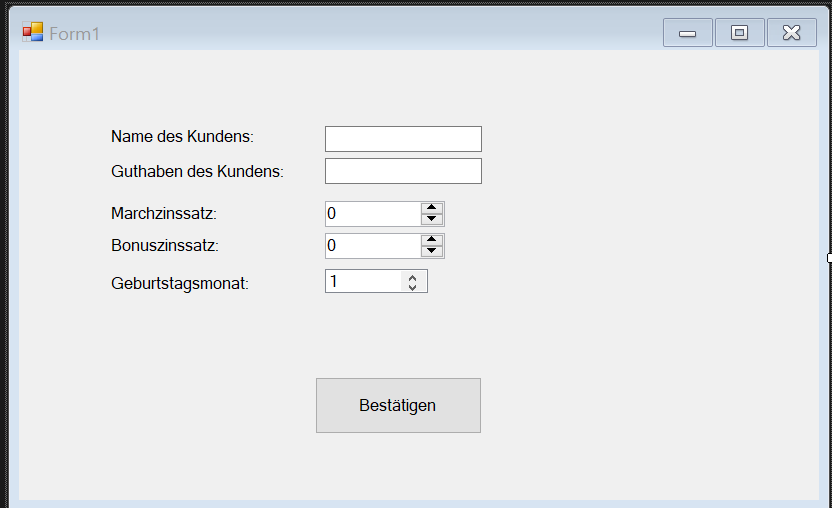 Form1
Name des Kundens:
Guthaben des Kundens:
Marchzinssatz: 0
Bonuszinssatz: 0
Geburtstagsmonat: 1
Bestätigen